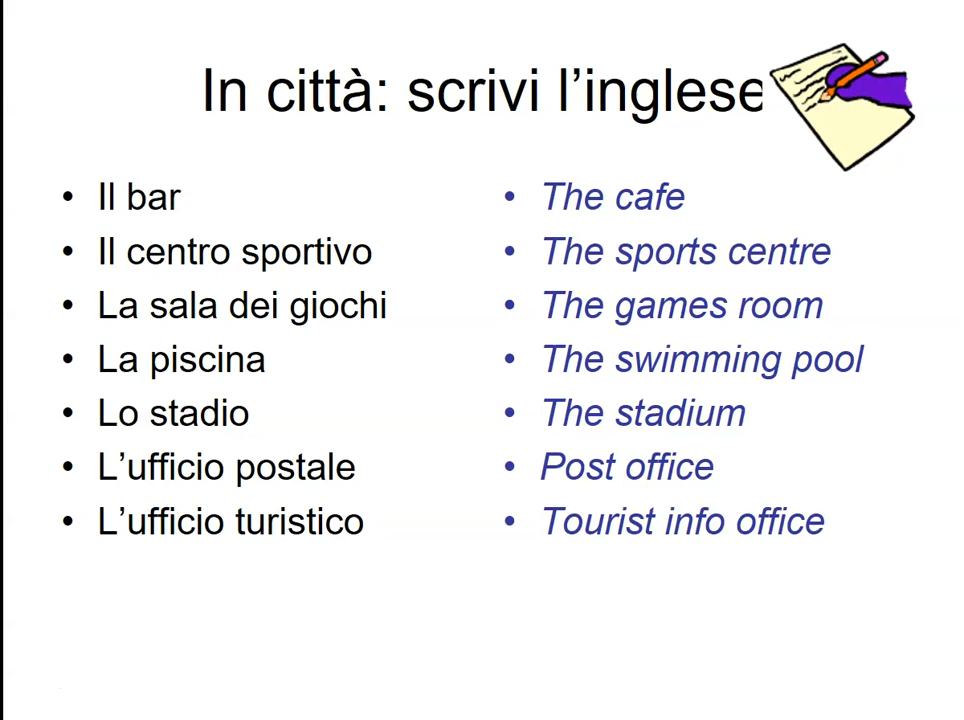 In città: scrivi l’inglese
• Il bar
• Il centro sportivo
• La sala dei giochi
• La piscina
• Lo stadio
• L’ufficio postale
• L’ufficio turistico
• The cafe
• The sports centre
• The games room
• The swimming pool
• The stadium
• Post office
• Tourist info office